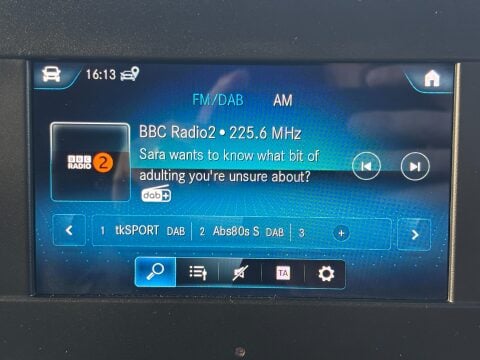 16:13
FM/DAB AM
BBC Radio2 • 225.6 MHz
BBC
RADIO 2
Sara wants to know what bit of
adulting you're unsure about?
dab+
1 tkSPORT DAB 2 Abs80s S DAB 3 +
TA